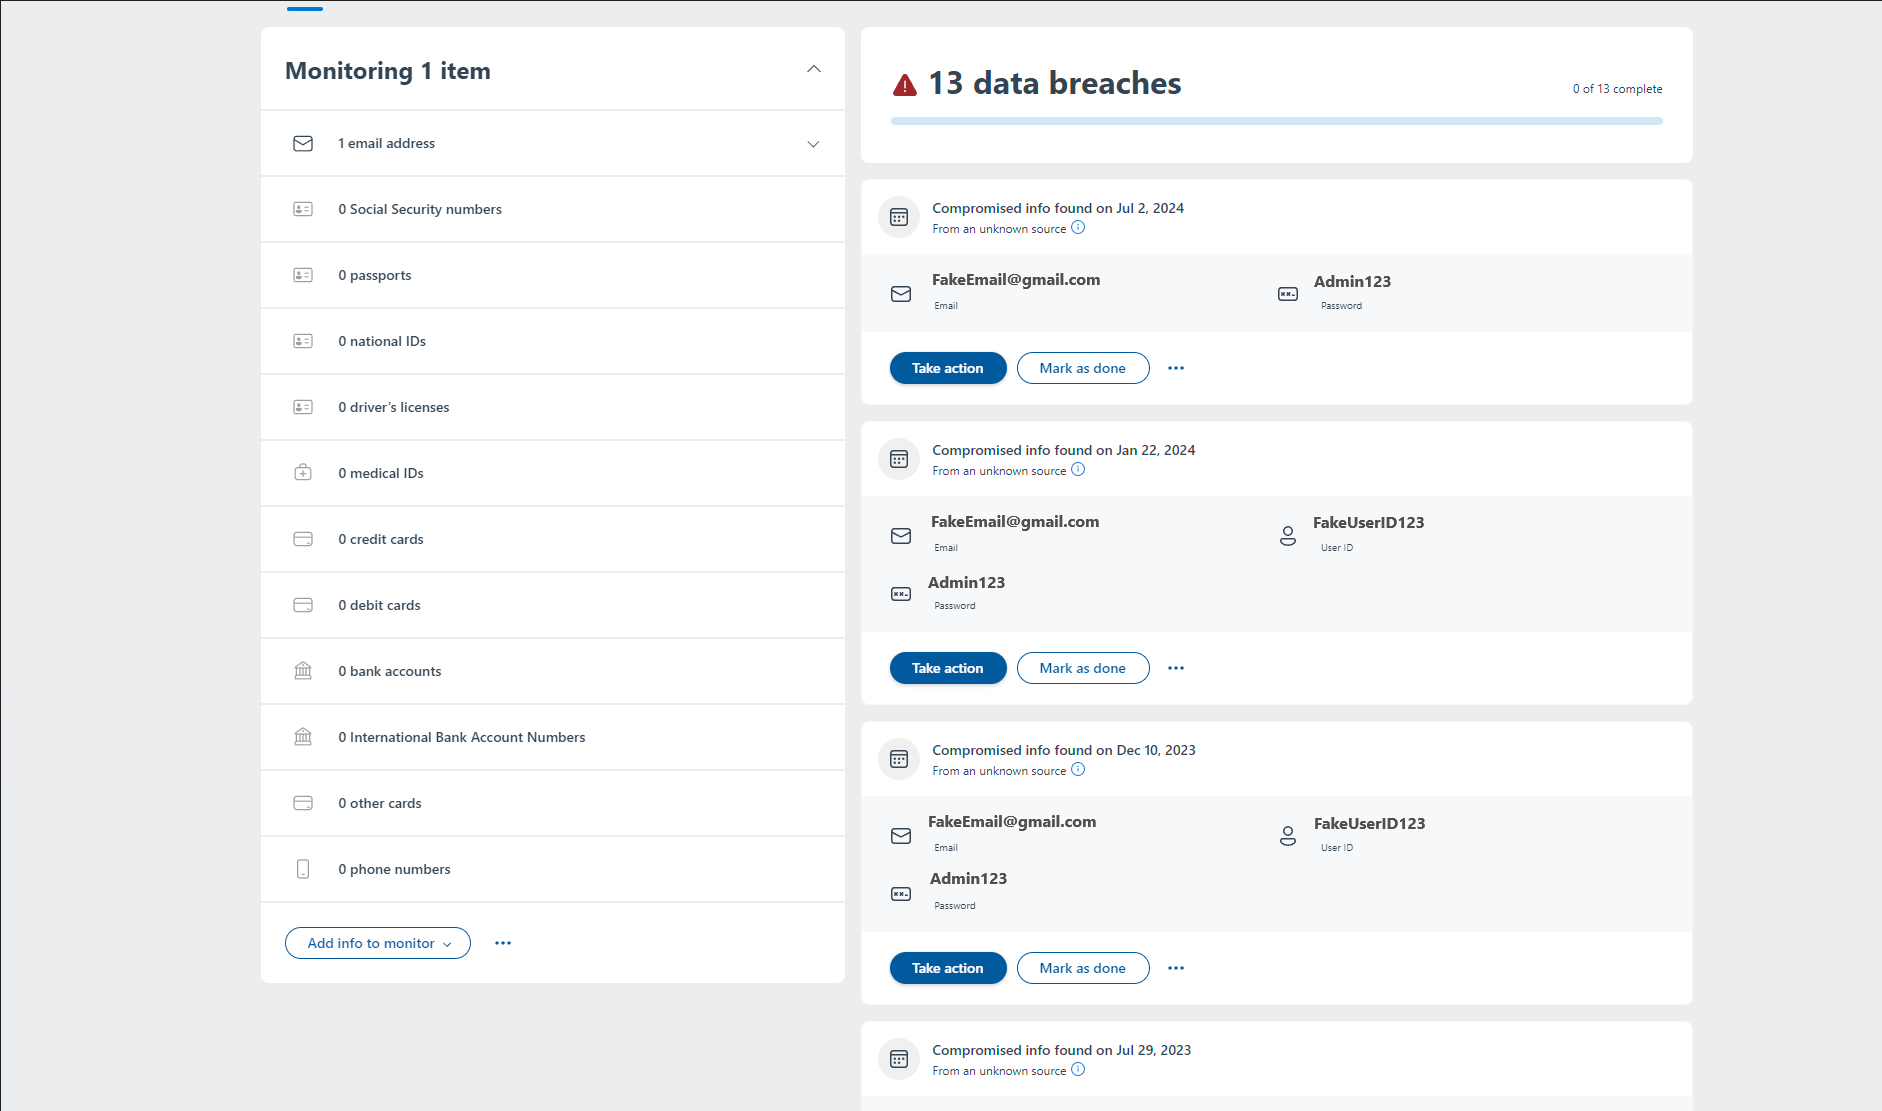 Monitoring 1 item
1 email address
0 Social Security numbers
0 passports
0 national IDs
0 driver’s licenses
0 medical IDs
0 credit cards
0 debit cards
0 bank accounts
0 International Bank Account Numbers
0 other cards
0 phone numbers
Add info to monitor
13 data breaches
0 of 13 complete
Compromised info found on Jul 2, 2024
From an unknown source
FakeEmail@gmail.com
Email
Admin123
Password
Take action
Mark as done
Compromised info found on Jan 22, 2024
From an unknown source
FakeEmail@gmail.com
Email
FakeUserID123
User ID
Admin123
Password
Take action
Mark as done
Compromised info found on Dec 10, 2023
From an unknown source
FakeEmail@gmail.com
Email
FakeUserID123
User ID
Admin123
Password
Take action
Mark as done
Compromised info found on Jul 29, 2023
From an unknown source